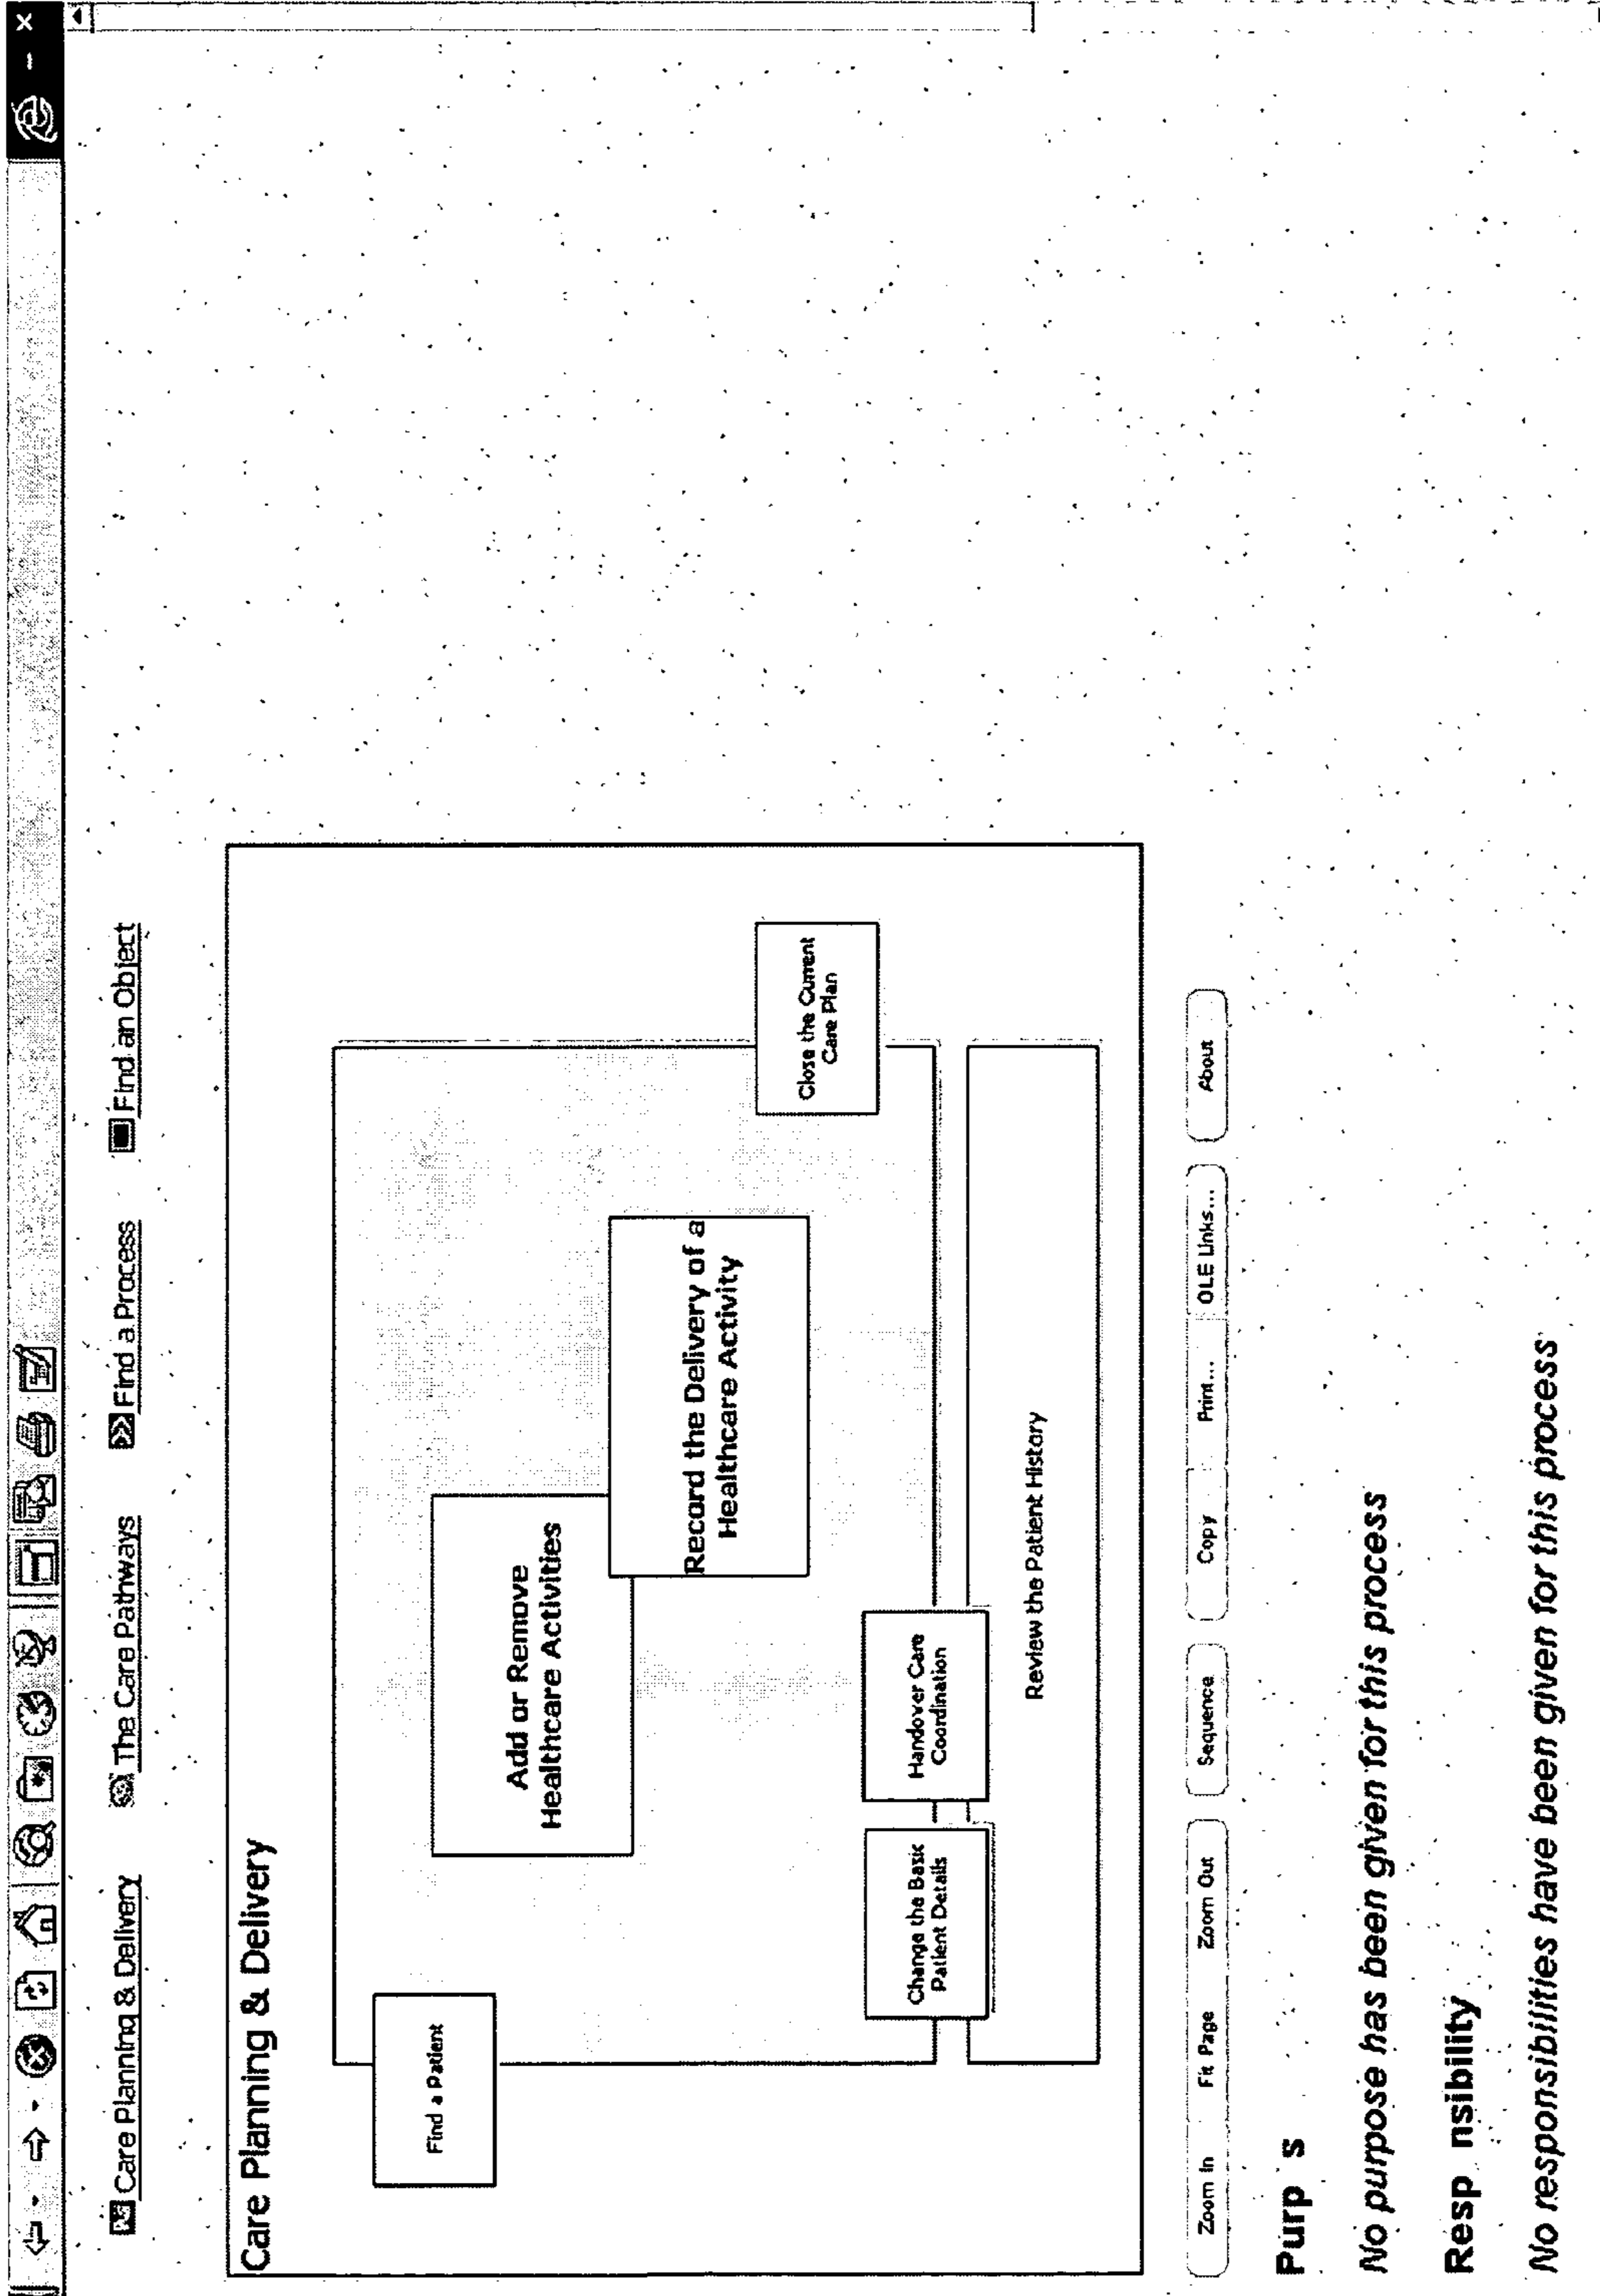 Care Planning & Delivery
The Care Pathways
Find a Process
Find an Object
Care Planning & Delivery
Find a Patient
Add or Remove
Healthcare Activities
Record the Delivery of a
Healthcare Activity
Close the Current
Care Plan
Change the Basic
Patient Details
Handover Care
Coordination
Review the Patient History
Zoom In
Fit Page
Zoom Out
Sequence
Copy
Print...
OLE Links...
About
Purp s
No purpose has been given for this process
Resp nsibility
No responsibilities have been given for this process